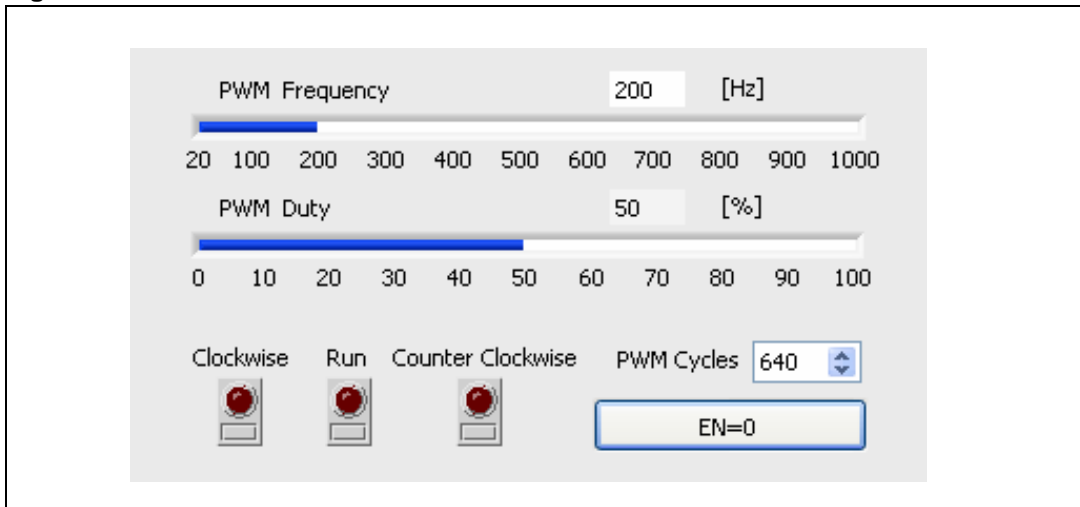 PWM Frequency 200 [Hz]
20 100 200 300 400 500 600 700 800 900 1000
PWM Duty 50 [%]
0 10 20 30 40 50 60 70 80 90 100
Clockwise Run Counter Clockwise PWM Cycles 640
EN=0